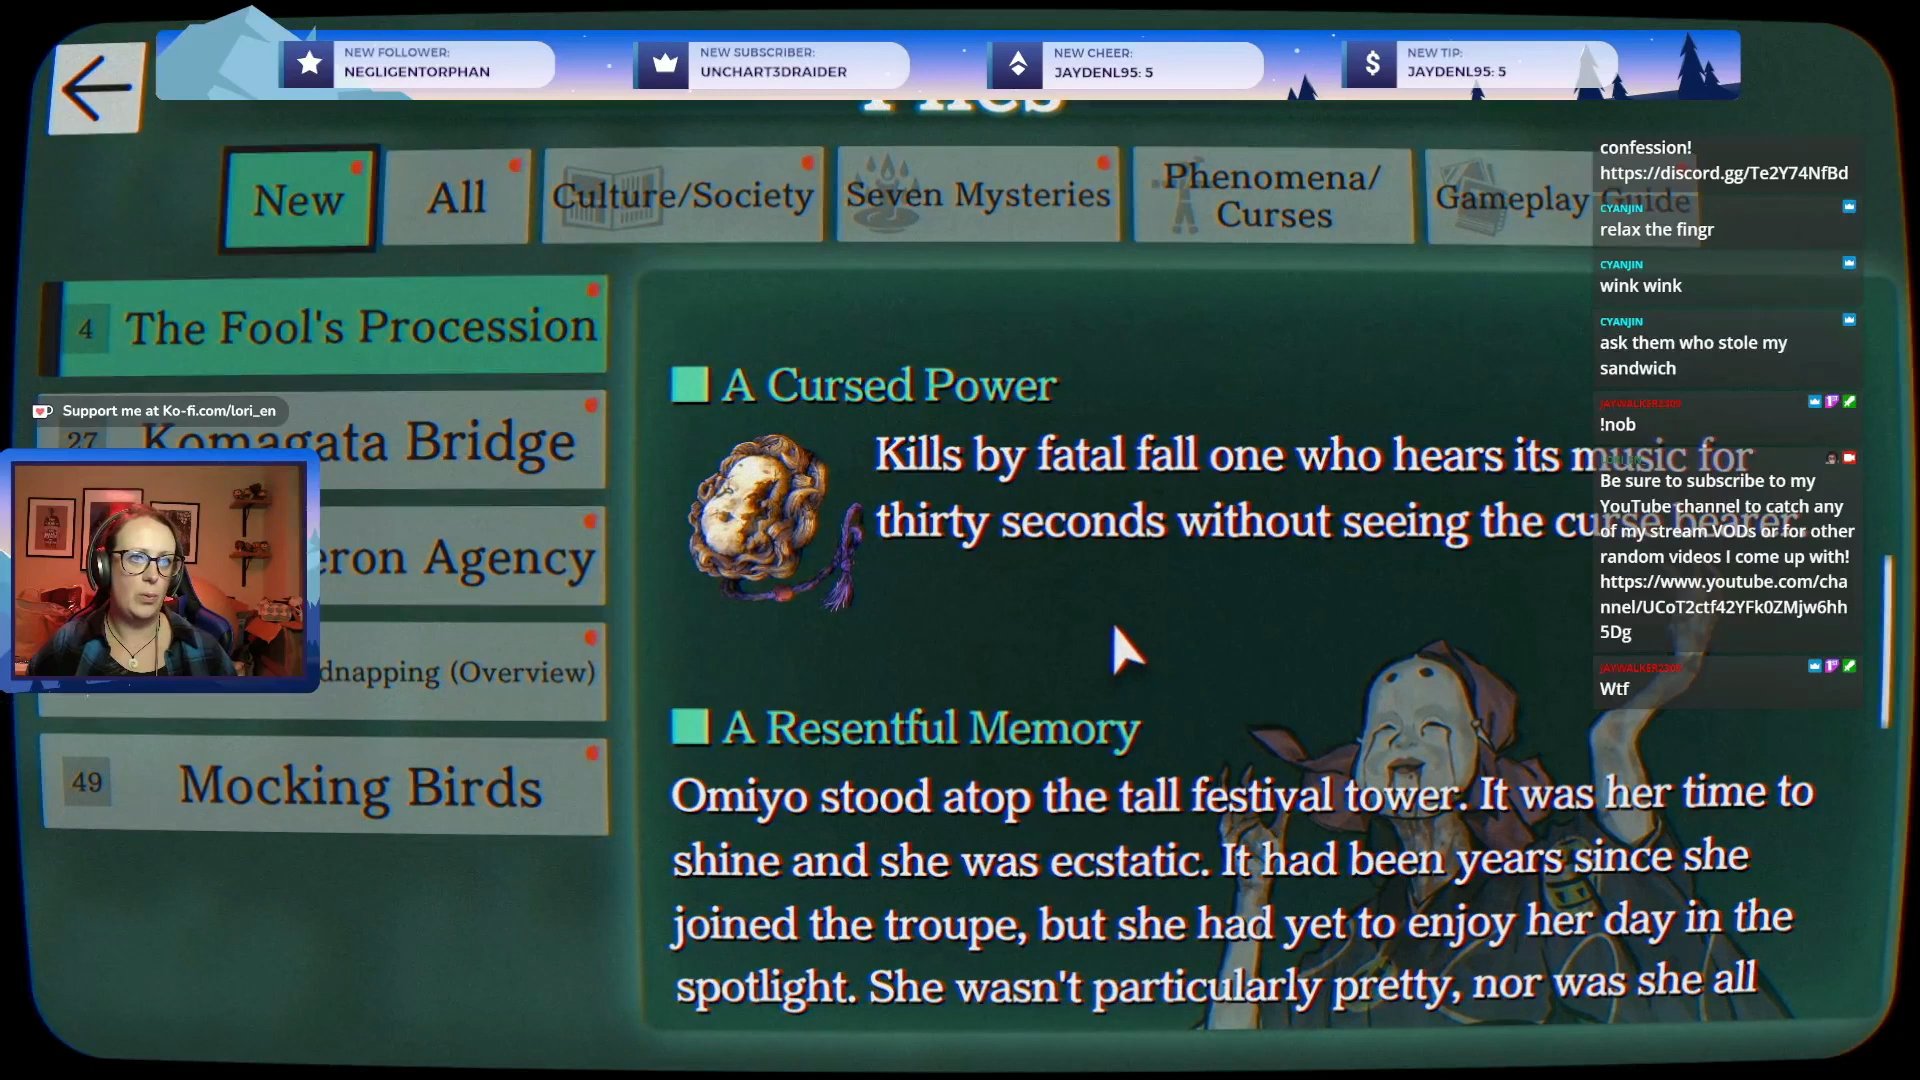 NEW FOLLOWER:
NEGLIGENTORPHAN
NEW SUBSCRIBER:
UNCHART3DRAIDER
NEW CHEER:
JAYDENL95: 5
NEW TIP:
JAYDENL95: 5
Files
New
All
Culture/Society
Seven Mysteries
Phenomena/
Curses
Gameplay Guide
4 The Fool's Procession
Support me at Ko-fi.com/lori_en
27 Komagata Bridge
eron Agency
dnapping (Overview)
49 Mocking Birds
A Cursed Power
Kills by fatal fall one who hears its music for
thirty seconds without seeing the curse bearer.
A Resentful Memory
Omiyo stood atop the tall festival tower. It was her time to
shine and she was ecstatic. It had been years since she
joined the troupe, but she had yet to enjoy her day in the
spotlight. She wasn't particularly pretty, nor was she all
confession!
https://discord.gg/Te2Y74NfBd
CYANJIN
relax the fingr
CYANJIN
wink wink
CYANJIN
ask them who stole my
sandwich
JAYWALKER2309
!nob
Be sure to subscribe to my
YouTube channel to catch any
of my stream VODs or for other
random videos I come up with!
https://www.youtube.com/cha
nnel/UCoT2ctf42YFk0ZMjw6hh
5Dg
JAYWALKER2309
Wtf